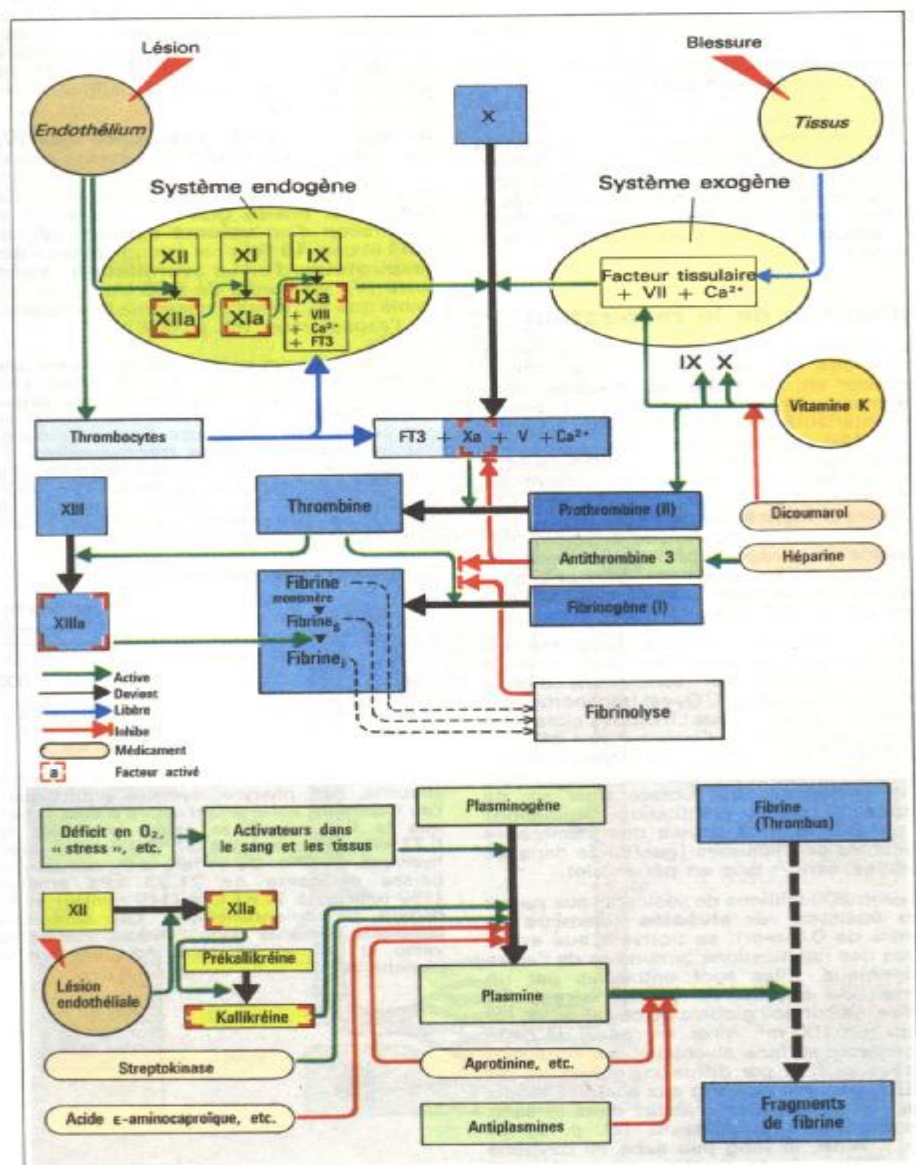 Lésion
Blessure
Endothélium
X
Tissus
Système endogène
Système exogène
XII
XI
IX
Facteur tissulaire
+ VII + Ca²⁺
XIIa
XIa
IXa
+ VIII
+ Ca²⁺
+ FT3
IX X
Vitamine K
Thrombocytes
FT3 + Xa + V + Ca²⁺
XIII
Thrombine
Prothrombine (II)
Dicoumarol
Antithrombine 3
Héparine
Fibrine
monomère
Fibrinogène (I)
XIIIa
Fibrine s
Fibrine i
Active
Devient
Libère
Inhibe
Médicament
a Facteur activé
Fibrinolyse
Plasminogène
Fibrine
(Thrombus)
Déficit en O₂,
« stress », etc.
Activateurs dans
le sang et les tissus
XII
XIIa
Prékallikréine
Lésion
endothéliale
Kallikréine
Plasmine
Streptokinase
Aprotinine, etc.
Acide ε-aminocaproïque, etc.
Antiplasmines
Fragments
de fibrine